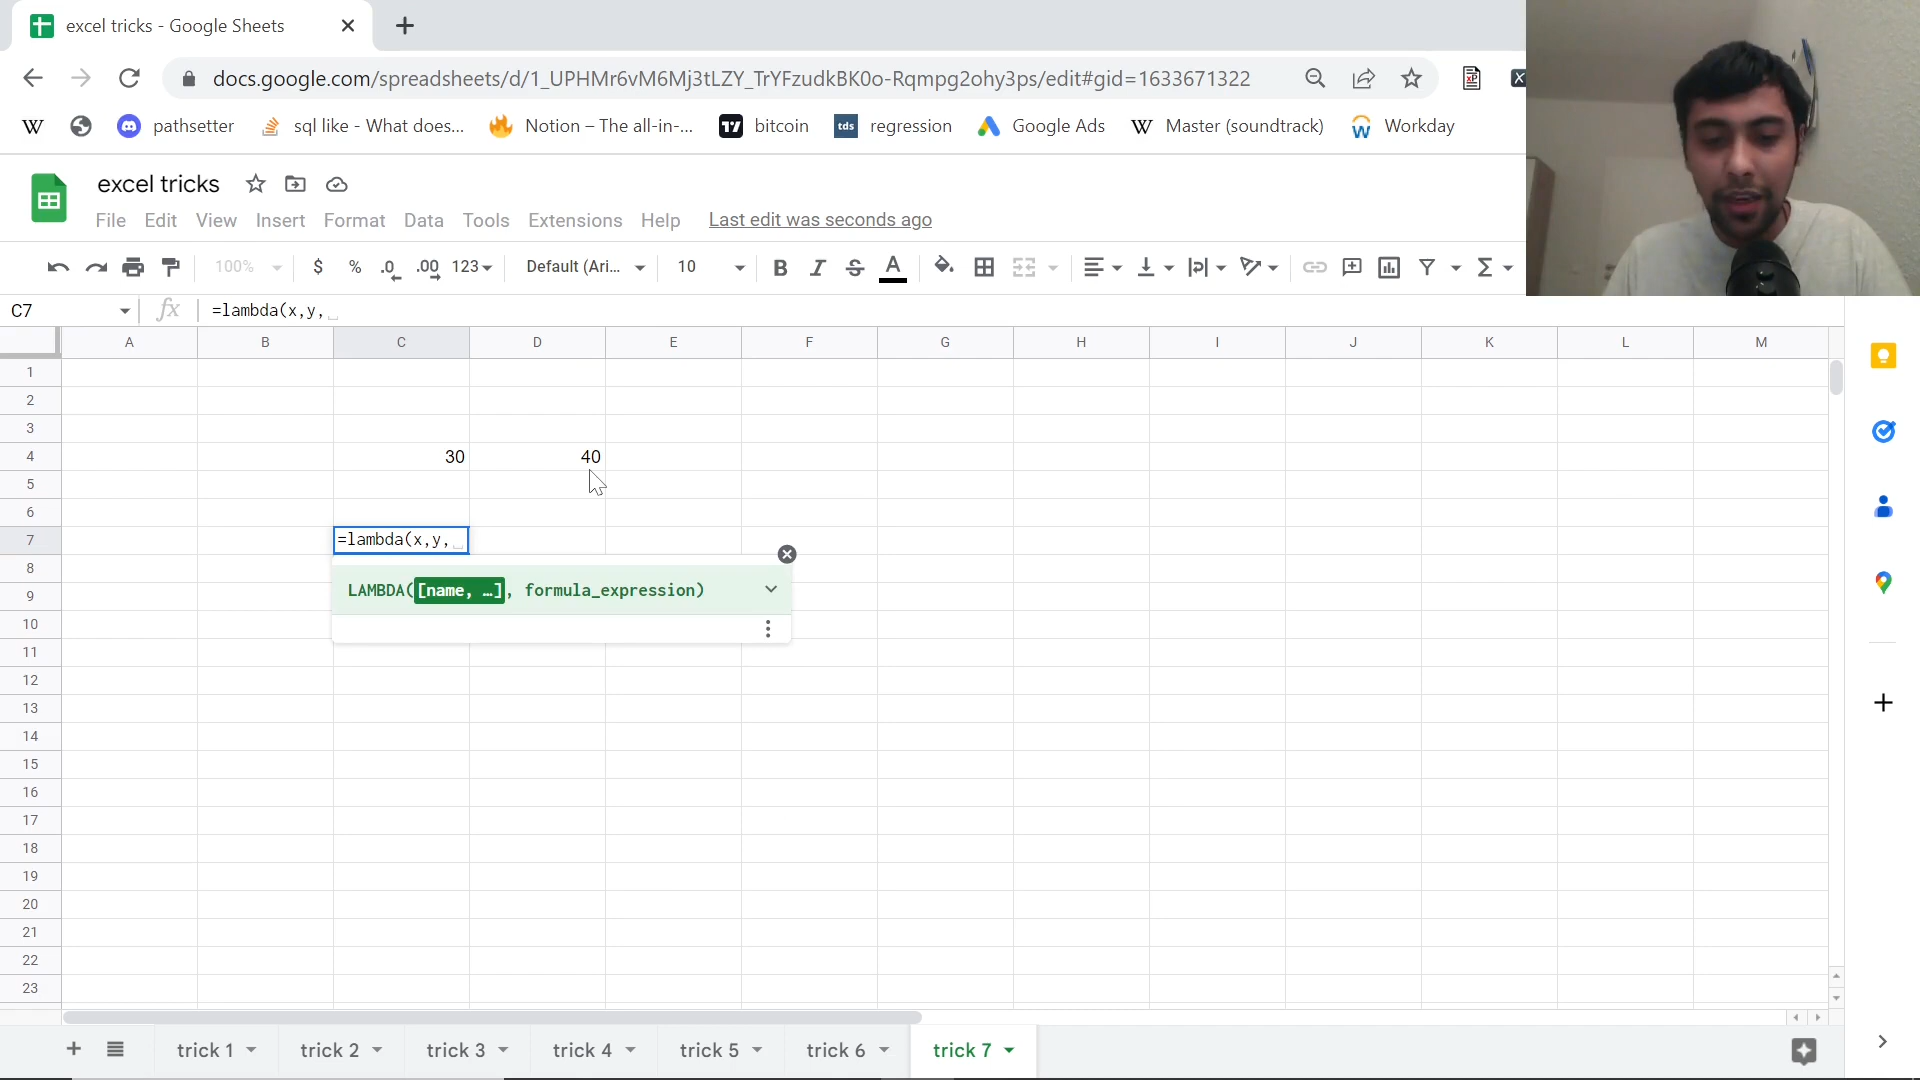 excel tricks - Google Sheets
docs.google.com/spreadsheets/d/1_UPHMr6vM6Mj3tLZY_TrYFzudkBK0o-Rqmpg2ohy3ps/edit#gid=1633671322
W pathsetter sql like - What does... Notion – The all-in-... 17 bitcoin tds regression Google Ads W Master (soundtrack) W Workday
excel tricks
File Edit View Insert Format Data Tools Extensions Help Last edit was seconds ago
100% $ % .0 .00 123 Default (Ari... 10 B I S A Σ
C7 fx =lambda(x,y,
A B C D E F G H I J K L M
1
2
3
4 30 40
5
6
7 =lambda(x,y,
8
9 LAMBDA([name, …], formula_expression)
10
11
12
13
14
15
16
17
18
19
20
21
22
23
trick 1 trick 2 trick 3 trick 4 trick 5 trick 6 trick 7